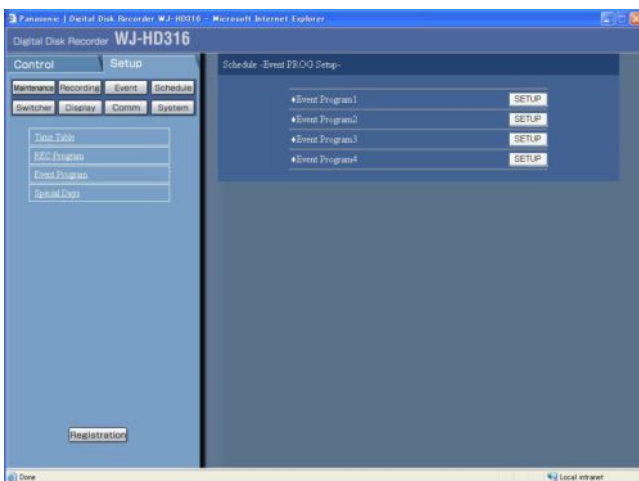 Panasonic | Digital Disk Recorder WJ-HD316 - Microsoft Internet Explorer
Digital Disk Recorder WJ-HD316
Control Setup
Maintenance Recording Event Schedule
Switcher Display Comm System
Time Table
REC Program
Event Program
Special Days
Registration
Schedule -Event PROG Setup-
♦Event Program1 SETUP
♦Event Program2 SETUP
♦Event Program3 SETUP
♦Event Program4 SETUP
Done Local intranet